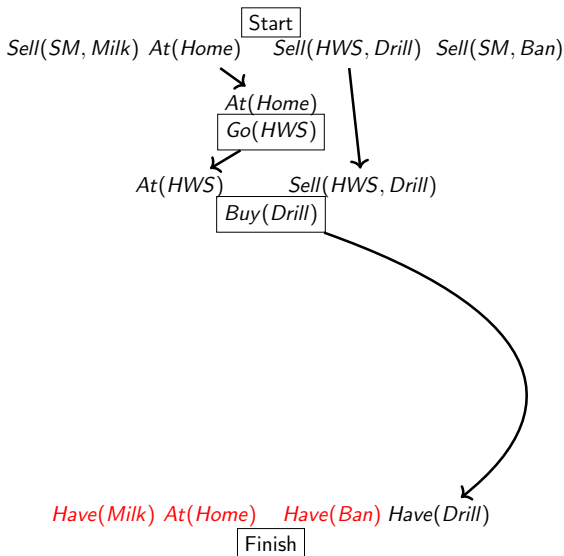 Start
Sell(SM, Milk) At(Home) Sell(HWS, Drill) Sell(SM, Ban)
At(Home)
Go(HWS)
At(HWS) Sell(HWS, Drill)
Buy(Drill)
Have(Milk) At(Home) Have(Ban) Have(Drill)
Finish